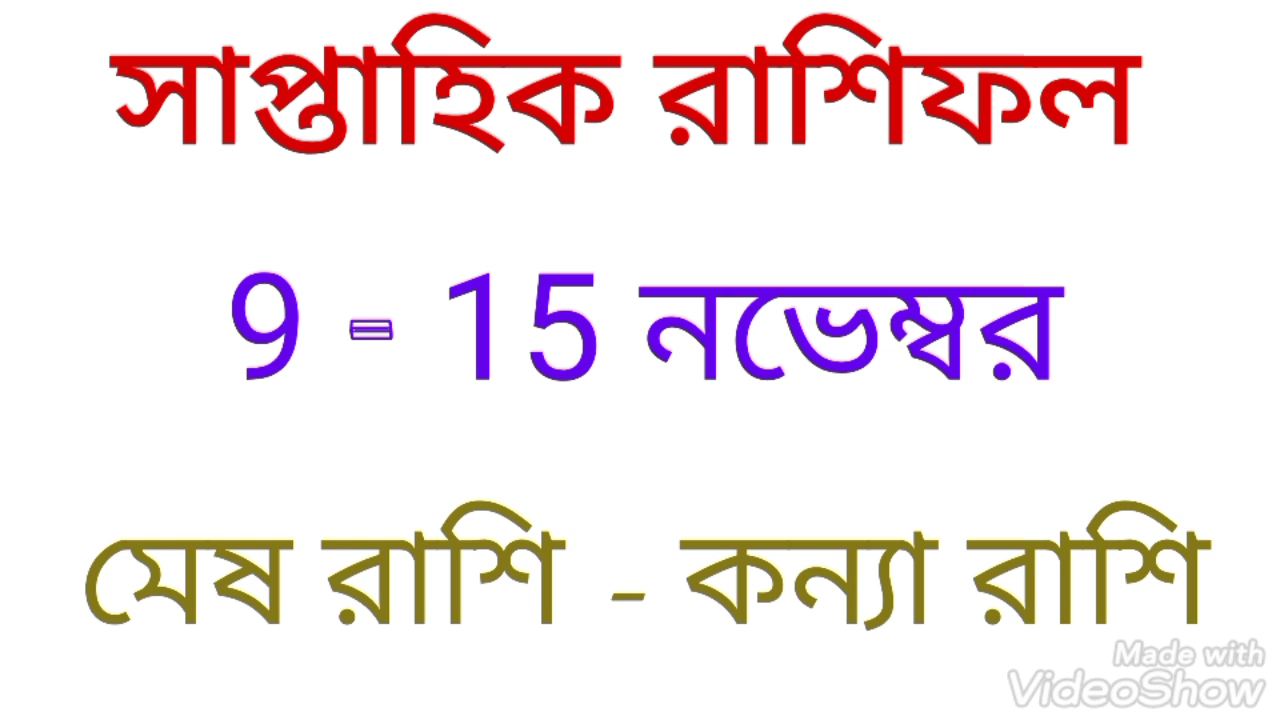 সাপ্তাহিক রাশিফল
9 - 15 নভেম্বর
মেষ রাশি - কন্যা রাশি
Made with
VideoShow